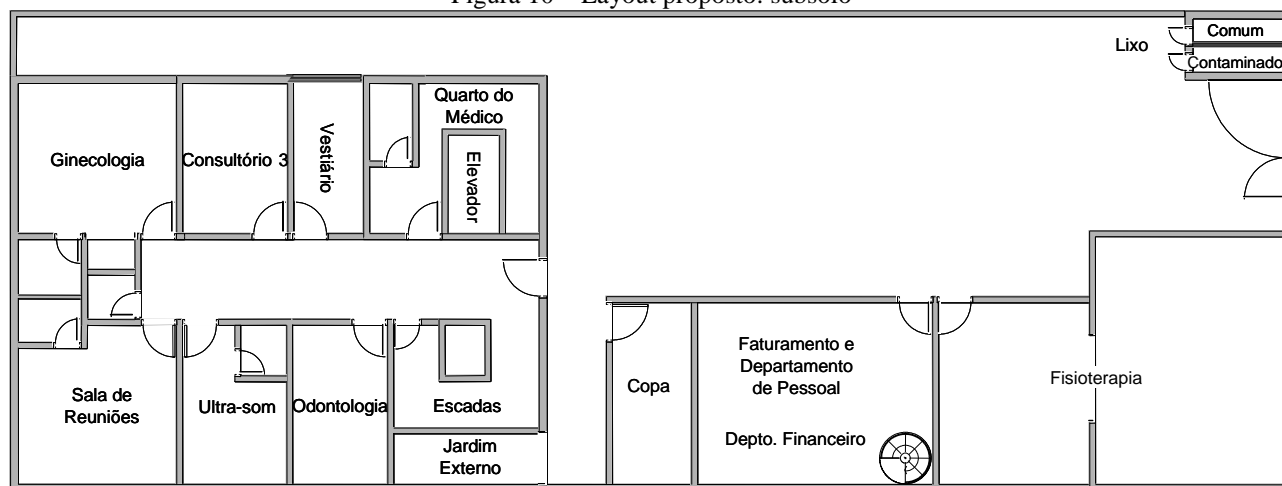 Figura 10 – Layout proposto: subsolo
Comum
Lixo
Contaminado
Quarto do
Médico
Ginecologia
Consultório 3
Vestiário
Elevador
Faturamento e
Departamento
de Pessoal
Fisioterapia
Copa
Sala de
Reuniões
Ultra-som
Odontologia
Escadas
Depto. Financeiro
Jardim
Externo